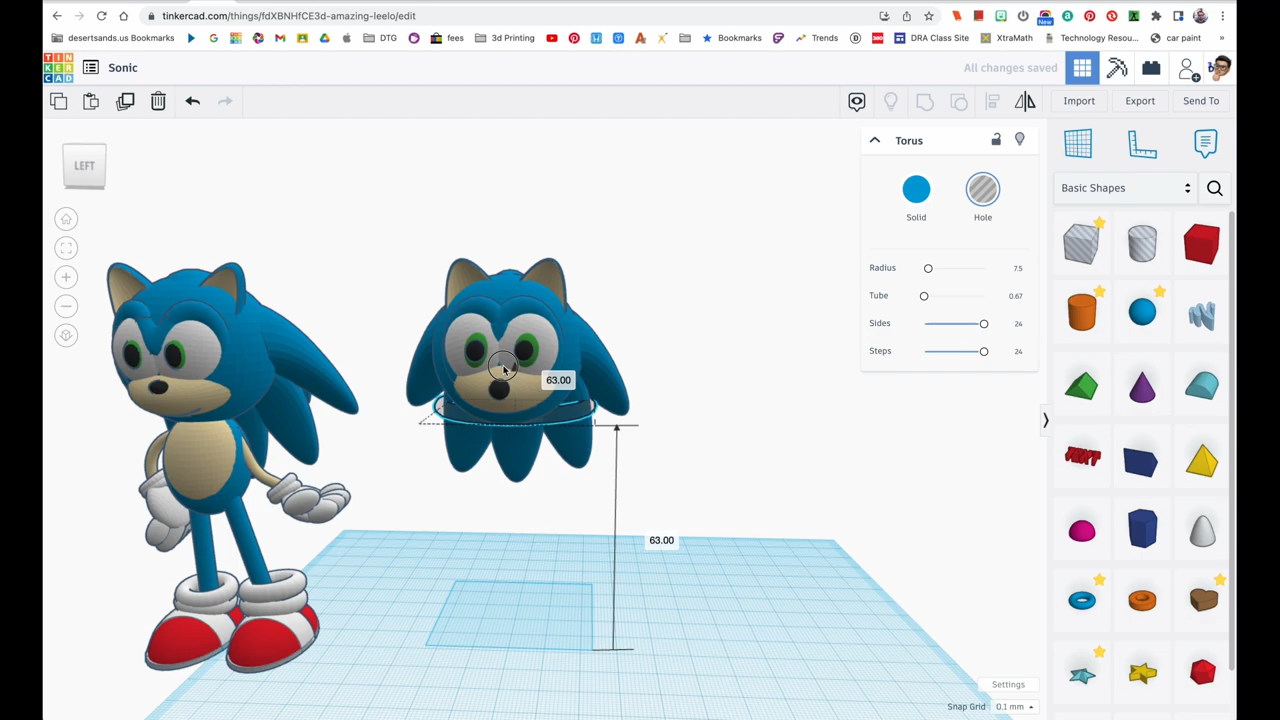 tinkercad.com/things/fdXBNHfCE3d-amazing-leelo/edit
New
desertsands.us Bookmarks
DTG
fees
3d Printing
Bookmarks
Trends
DRA Class Site
XtraMath
Technology Resou...
car paint
»
TIN
KER
CAD
Sonic
All changes saved
Import
Export
Send To
LEFT
Torus
Solid
Hole
Radius
7.5
Tube
0.67
Sides
24
Steps
24
Basic Shapes
TEXT
63.00
63.00
Settings
Snap Grid
0.1 mm